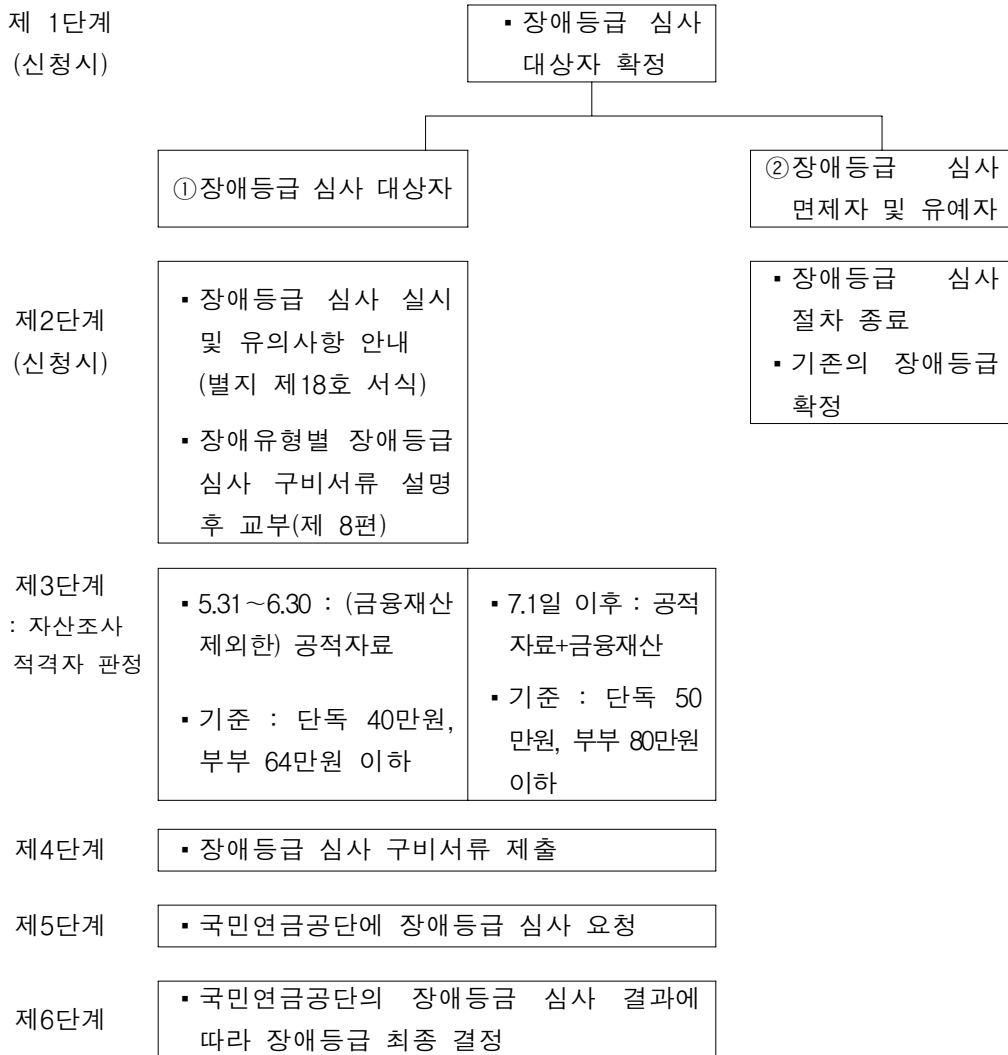 제 1단계
(신청시)
▪ 장애등급 심사
대상자 확정
①장애등급 심사 대상자
②장애등급 심사
면제자 및 유예자
제2단계
(신청시)
▪ 장애등급 심사 실시
및 유의사항 안내
(별지 제18호 서식)
▪ 장애유형별 장애등급
심사 구비서류 설명
후 교부(제 8편)
▪ 장애등급 심사
절차 종료
▪ 기존의 장애등급
확정
제3단계
: 자산조사
적격자 판정
▪ 5.31~6.30 : (금융재산
제외한) 공적자료
▪ 기준 : 단독 40만원,
부부 64만원 이하
▪ 7.1일 이후 : 공적
자료+금융재산
▪ 기준 : 단독 50
만원, 부부 80만원
이하
제4단계
▪ 장애등급 심사 구비서류 제출
제5단계
▪ 국민연금공단에 장애등급 심사 요청
제6단계
▪ 국민연금공단의 장애등금 심사 결과에
따라 장애등급 최종 결정